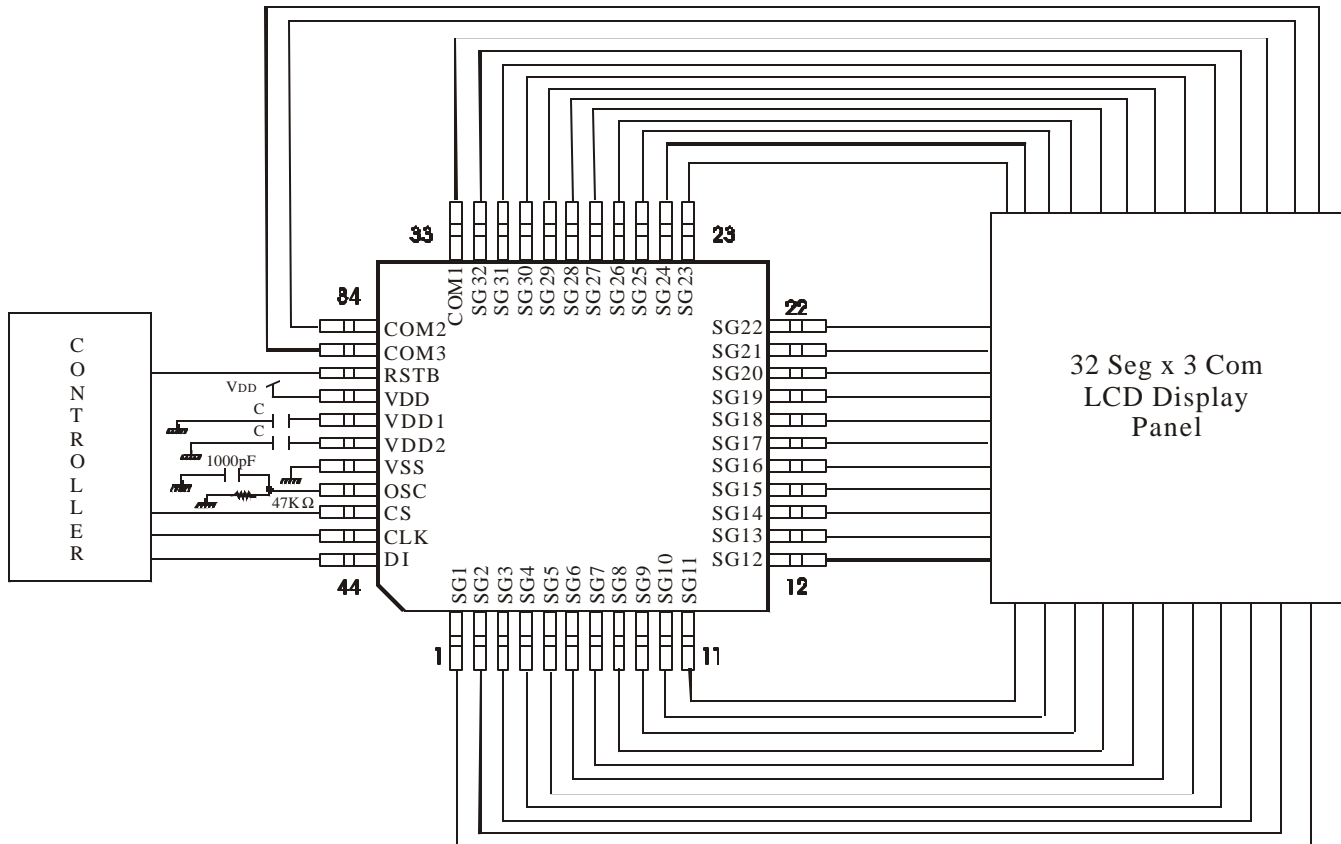 33
23
COM1
SG32
SG31
SG30
SG29
SG28
SG27
SG26
SG25
SG24
SG23
34
22
CONTROLLER
COM2
COM3
RSTB
VDD
VDD1
VDD2
VSS
OSC
CS
CLK
DI
VDD
C
C
1000pF
47KΩ
SG22
SG21
SG20
SG19
SG18
SG17
SG16
SG15
SG14
SG13
SG12
32 Seg x 3 Com
LCD Display
Panel
44
12
SG1
SG2
SG3
SG4
SG5
SG6
SG7
SG8
SG9
SG10
SG11
1
11